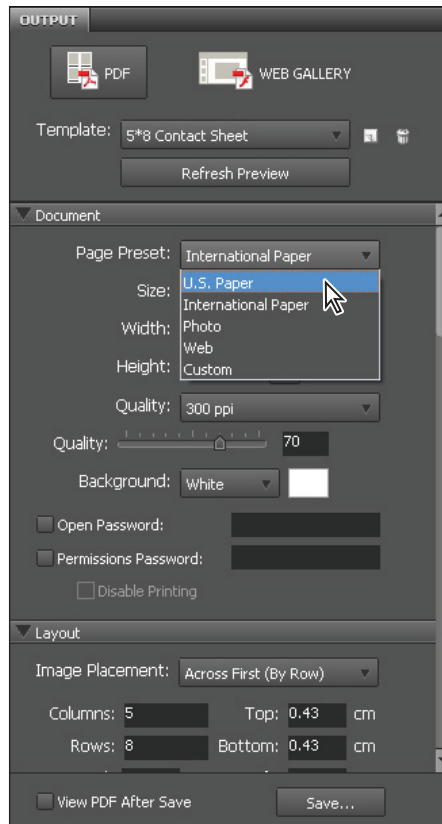 OUTPUT
PDF WEB GALLERY
Template: 5*8 Contact Sheet
Refresh Preview
Document
Page Preset: International Paper
U.S. Paper
Size:
International Paper
Width: Photo
Web
Height: Custom
Quality: 300 ppi
Quality: 70
Background: White
Open Password:
Permissions Password:
Disable Printing
Layout
Image Placement: Across First (By Row)
Columns: 5 Top: 0.43 cm
Rows: 8 Bottom: 0.43 cm
View PDF After Save Save...